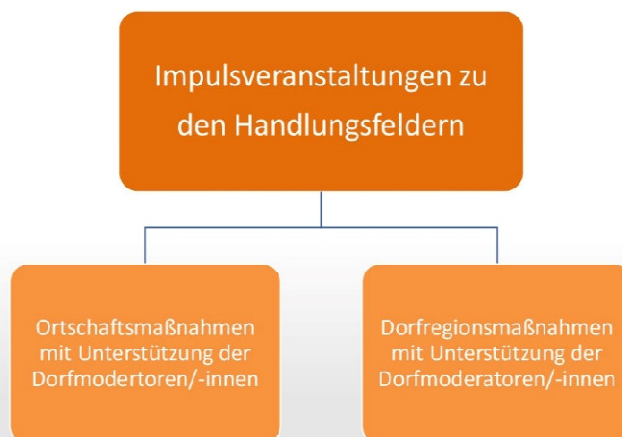 Impulsveranstaltungen zu
den Handlungsfeldern
Ortschaftsmaßnahmen
mit Unterstützung der
Dorfmodertoren/-innen
Dorfregionsmaßnahmen
mit Unterstützung der
Dorfmoderatoren/-innen